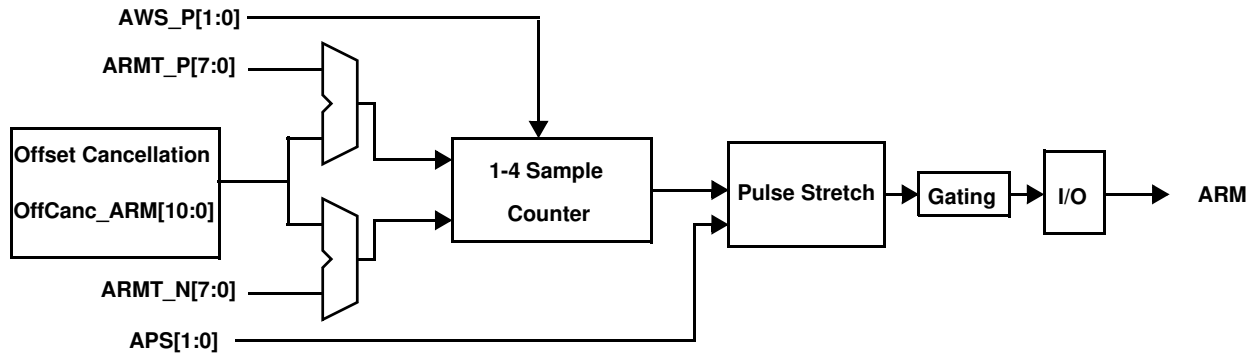 AWS_P[1:0]
ARMT_P[7:0]
Offset Cancellation
OffCanc_ARM[10:0]
1-4 Sample
Counter
Pulse Stretch
Gating
I/O
ARM
ARMT_N[7:0]
APS[1:0]